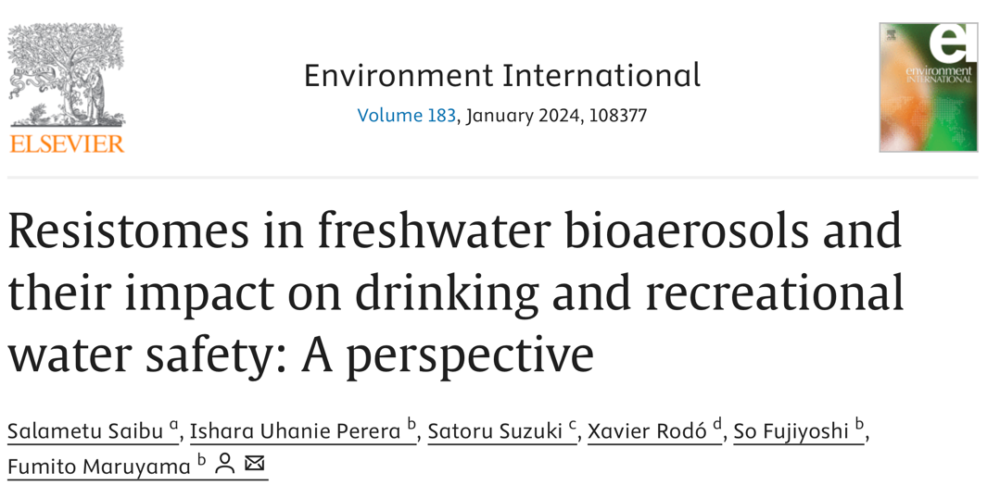 ELSEVIER
Environment International
Volume 183, January 2024, 108377
ei
environment
INTERNATIONAL
Resistomes in freshwater bioaerosols and
their impact on drinking and recreational
water safety: A perspective
Salametu Saibu a, Ishara Uhanie Perera b, Satoru Suzuki c, Xavier Rodó d, So Fujiyoshi b,
Fumito Maruyama b